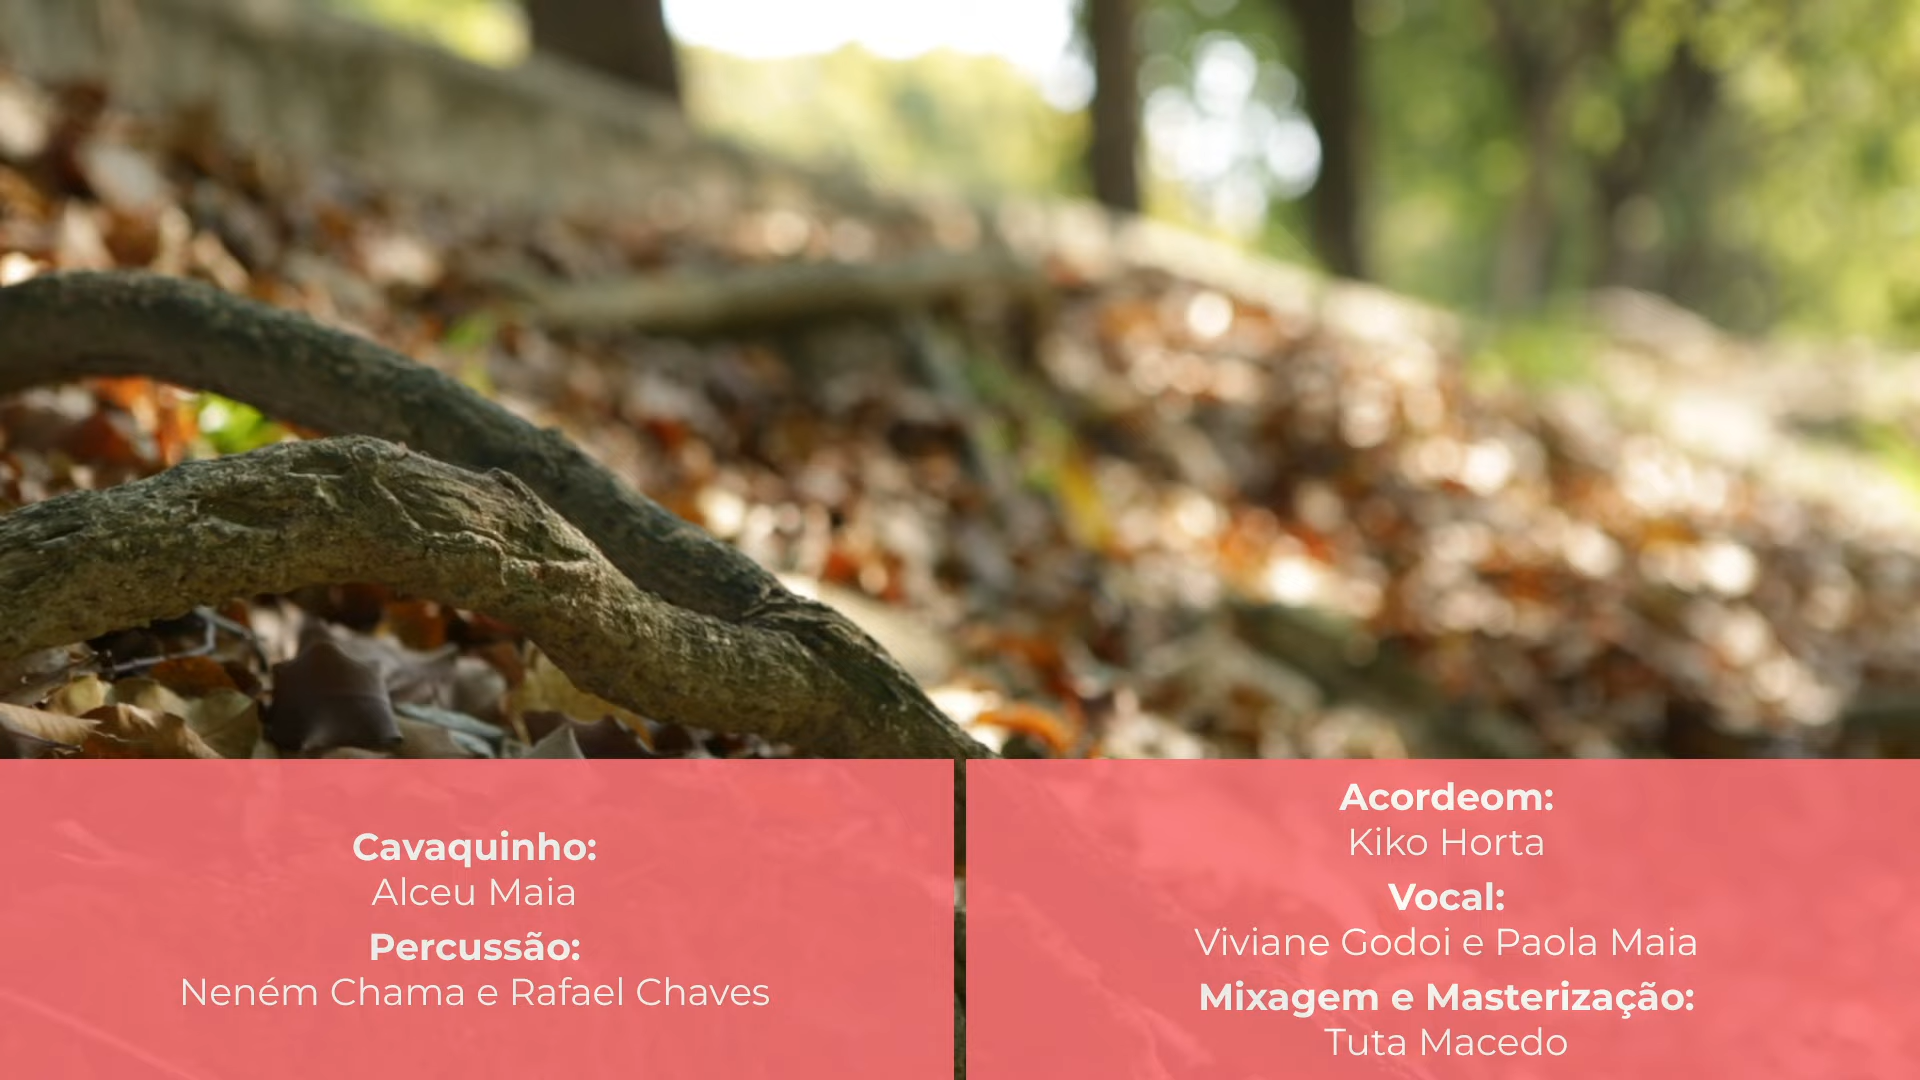 Cavaquinho:
Alceu Maia
Percussão:
Neném Chama e Rafael Chaves
Acordeom:
Kiko Horta
Vocal:
Viviane Godoi e Paola Maia
Mixagem e Masterização:
Tuta Macedo